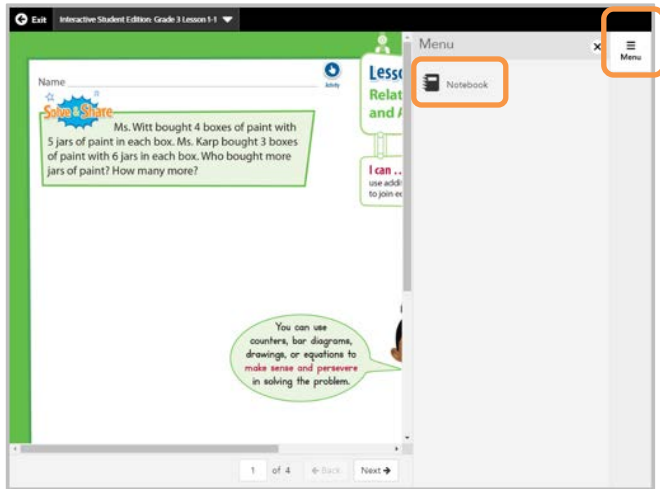 Exit Interactive Student Edition: Grade 3 Lesson 1-1
Menu
Menu
Notebook
Name
Activity
Solve & Share
Ms. Witt bought 4 boxes of paint with
5 jars of paint in each box. Ms. Karp bought 3 boxes
of paint with 6 jars in each box. Who bought more
jars of paint? How many more?
Relat
and
I can ..
use addi
to join e
You can use
counters, bar diagrams,
drawings, or equations to
make sense and persevere
in solving the problem.
1 of 4 Back Next